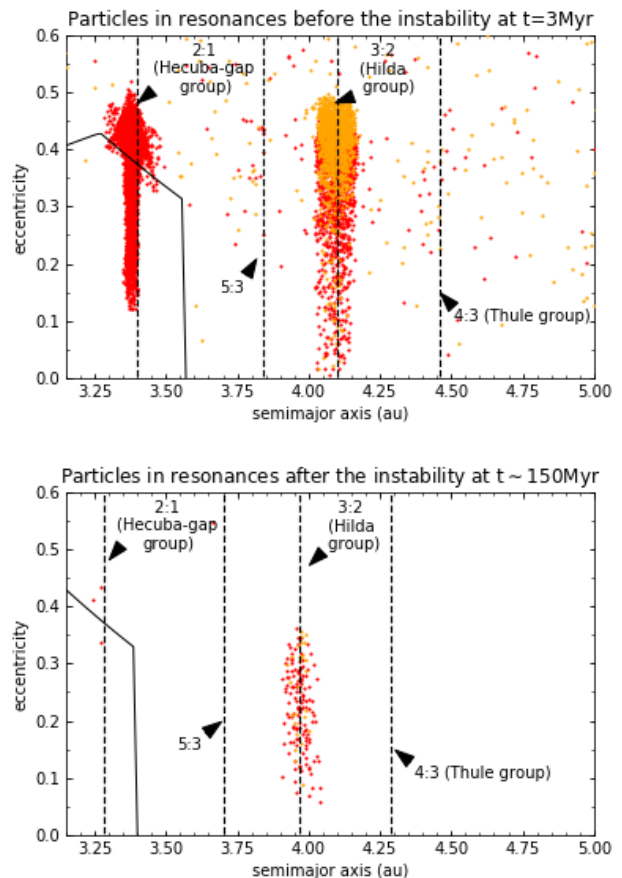 Particles in resonances before the instability at t=3Myr
0.6
0.5
0.4
0.3
0.2
0.1
0.0
eccentricity
2:1
(Hecuba-gap
group)
3:2
(Hilda
group)
5:3
4:3 (Thule group)
3.25 3.50 3.75 4.00 4.25 4.50 4.75 5.00
semimajor axis (au)
Particles in resonances after the instability at t∼150Myr
0.6
0.5
0.4
0.3
0.2
0.1
0.0
eccentricity
2:1
(Hecuba-gap
group)
3:2
(Hilda
group)
5:3
4:3 (Thule group)
3.25 3.50 3.75 4.00 4.25 4.50 4.75 5.00
semimajor axis (au)